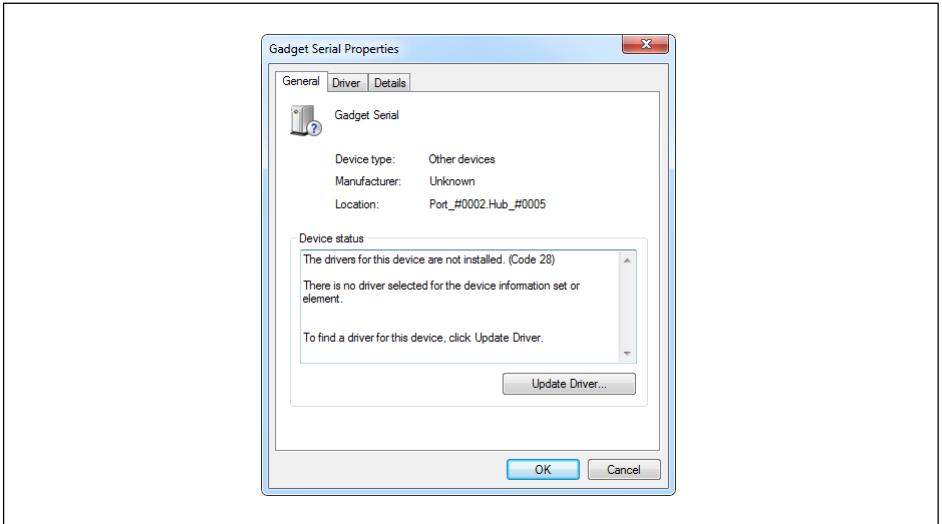 Gadget Serial Properties
General Driver Details
Gadget Serial
Device type: Other devices
Manufacturer: Unknown
Location: Port_#0002.Hub_#0005
Device status
The drivers for this device are not installed. (Code 28)
There is no driver selected for the device information set or
element.
To find a driver for this device, click Update Driver.
Update Driver...
OK Cancel